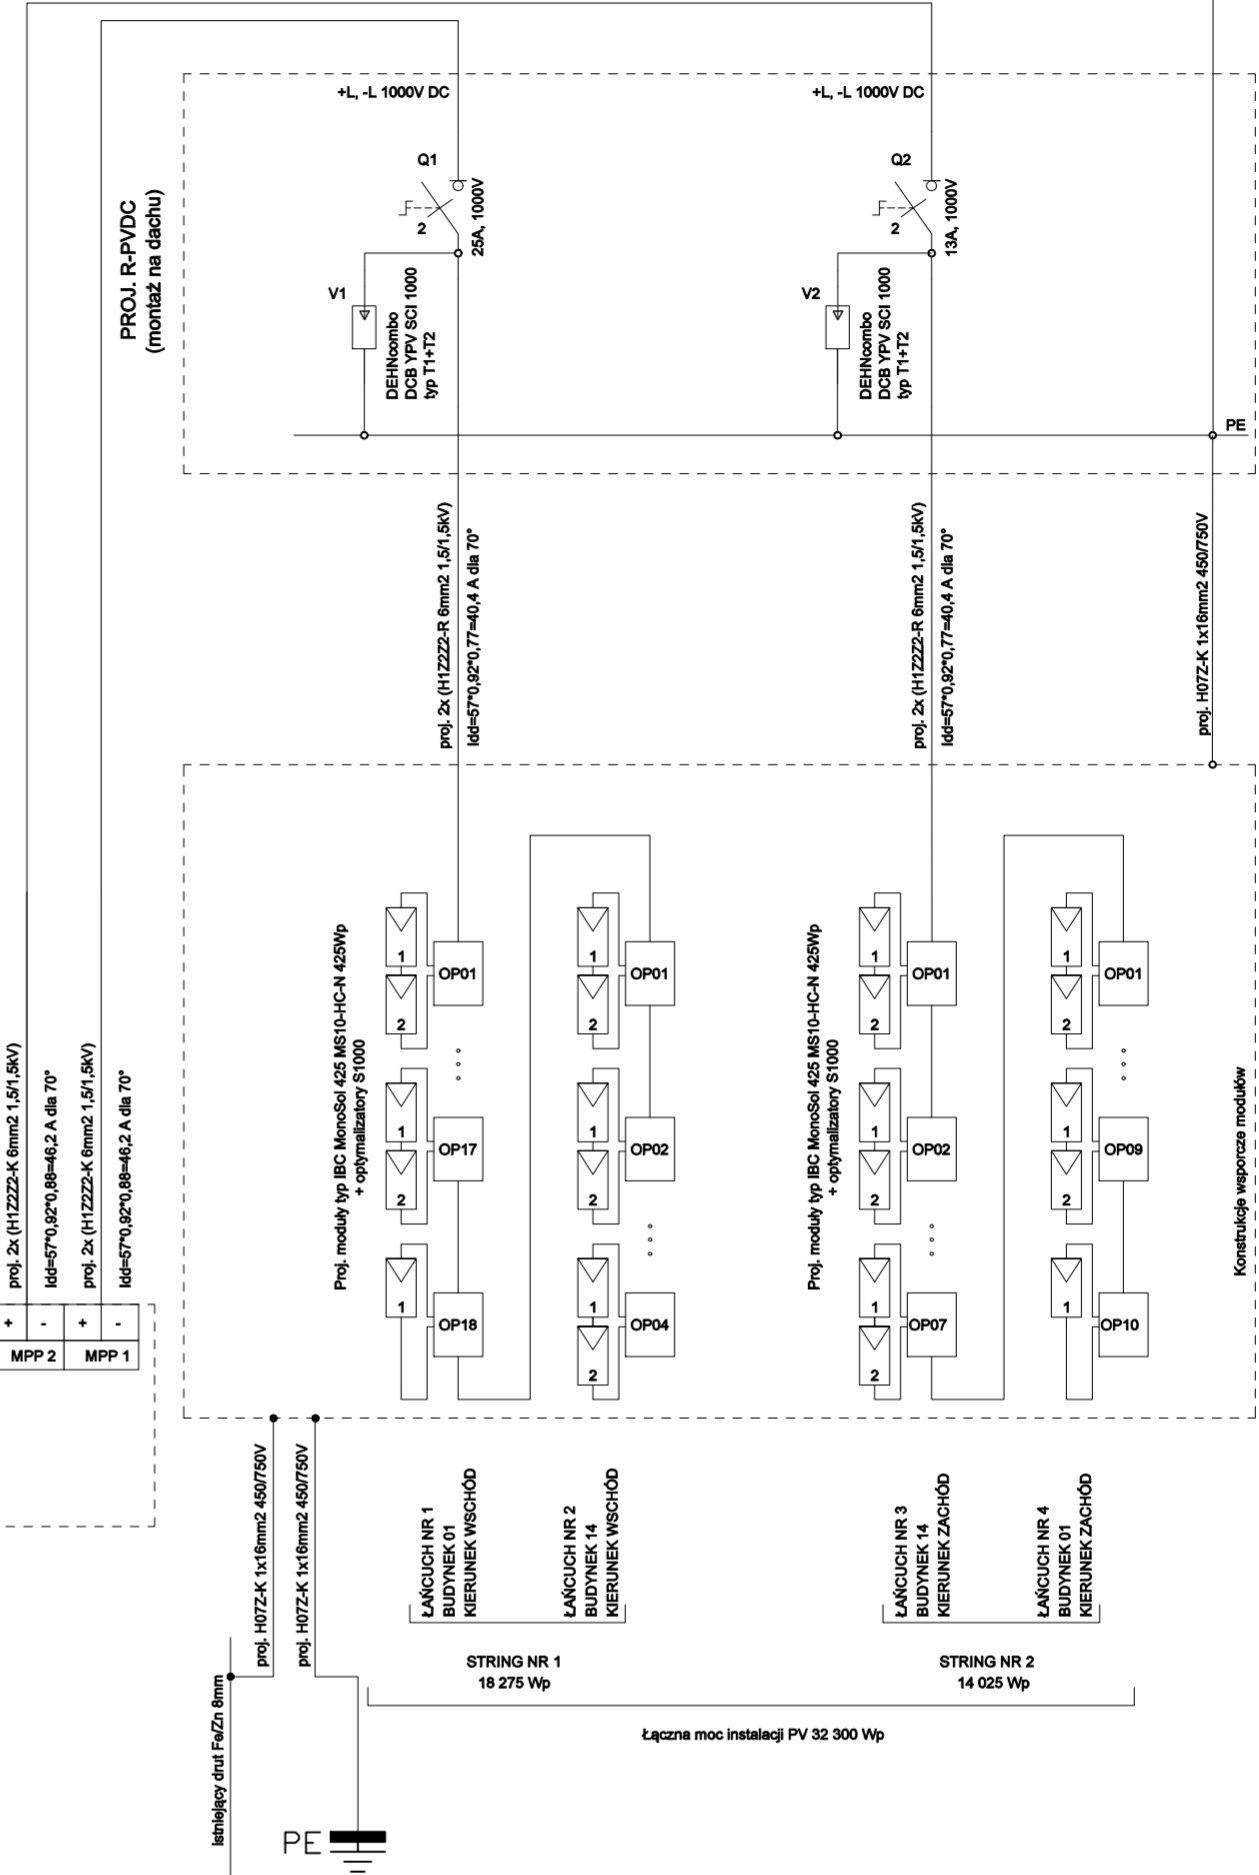 +L, -L 1000V DC
+L, -L 1000V DC
PROJ. R-PVDC
(montaż na dachu)
Q1
2
25A, 1000V
Q2
2
13A, 1000V
V1
DEHNcombo
DCB YPV SCI 1000
typ T1+T2
V2
DEHNcombo
DCB YPV SCI 1000
typ T1+T2
PE
proj. 2x (H1Z2Z2-R 6mm2 1,5/1,5kV)
Idd=57*0,92*0,77=40,4 A dla 70°
proj. 2x (H1Z2Z2-R 6mm2 1,5/1,5kV)
Idd=57*0,92*0,77=40,4 A dla 70°
proj. H07Z-K 1x16mm2 450/750V
proj. 2x (H1Z2Z2-K 6mm2 1,5/1,5kV)
Idd=57*0,92*0,88=46,2 A dla 70°
proj. 2x (H1Z2Z2-K 6mm2 1,5/1,5kV)
Idd=57*0,92*0,88=46,2 A dla 70°
+ - + -
MPP 2 MPP 1
Proj. moduły typ IBC MonoSol 425 MS10-HC-N 425Wp
+ optymalizatory S1000
1
2
OP01
1
2
OP17
1
OP18
1
2
OP01
1
2
OP02
1
2
OP04
Proj. moduły typ IBC MonoSol 425 MS10-HC-N 425Wp
+ optymalizatory S1000
1
2
OP01
1
2
OP02
1
2
OP07
1
2
OP01
1
2
OP09
1
OP10
Konstrukcje wsporcze modułów
proj. H07Z-K 1x16mm2 450/750V
proj. H07Z-K 1x16mm2 450/750V
ŁAŃCUCH NR 1
BUDYNEK 01
KIERUNEK WSCHÓD
ŁAŃCUCH NR 2
BUDYNEK 14
KIERUNEK WSCHÓD
ŁAŃCUCH NR 3
BUDYNEK 14
KIERUNEK ZACHÓD
ŁAŃCUCH NR 4
BUDYNEK 01
KIERUNEK ZACHÓD
STRING NR 1
18 275 Wp
STRING NR 2
14 025 Wp
Łączna moc instalacji PV 32 300 Wp
Istniejący drut Fe/Zn 8mm
PE